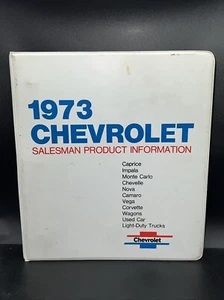 1973
CHEVROLET
SALESMAN PRODUCT INFORMATION
Caprice
Impala
Monte Carlo
Chevelle
Nova
Camaro
Vega
Corvette
Wagons
Used Car
Light-Duty Trucks
Chevrolet